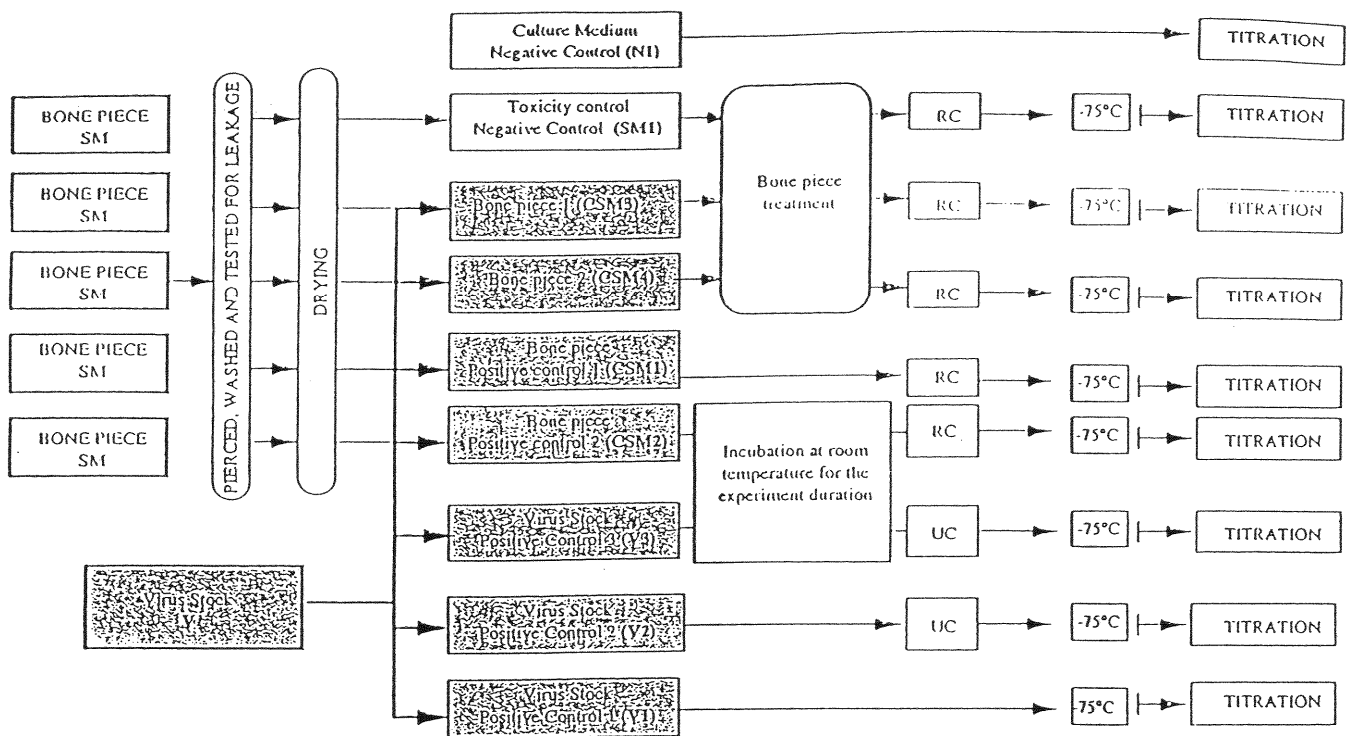 Culture Medium
Negative Control (N1)
TITRATION
BONE PIECE
SM
PIERCED, WASHED AND TESTED FOR LEAKAGE
DRYING
Toxicity control
Negative Control (SM1)
Bone piece
treatment
RC
-75°C
TITRATION
BONE PIECE
SM
Bone piece 1 (CSM3)
RC
-75°C
TITRATION
BONE PIECE
SM
Bone piece 2 (CSM4)
RC
-75°C
TITRATION
BONE PIECE
SM
Bone piece
Positive control 1 (CSM1)
RC
-75°C
TITRATION
BONE PIECE
SM
Bone piece
Positive control 2 (CSM2)
Incubation at room
temperature for the
experiment duration
RC
-75°C
TITRATION
Virus Stock
Positive Control 3 (V3)
UC
-75°C
TITRATION
Virus Stock
Virus Stock
Positive Control 2 (V2)
UC
-75°C
TITRATION
Virus Stock
Positive Control 1 (V1)
-75°C
TITRATION